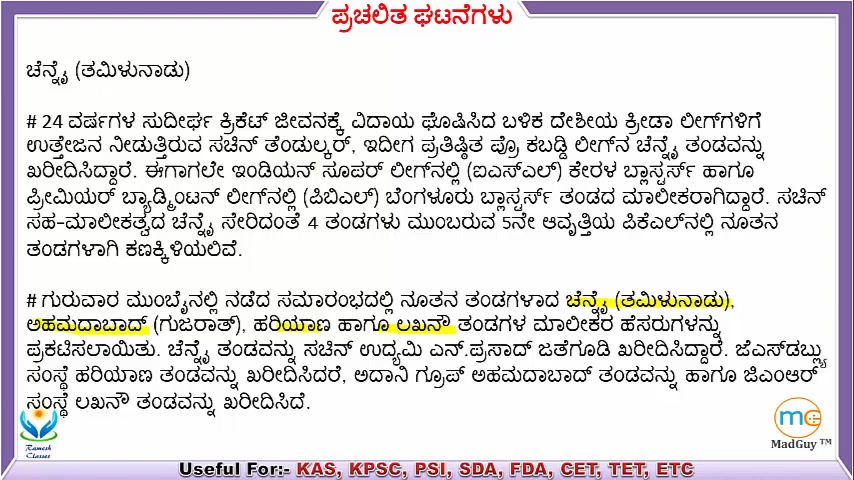 ಪ್ರಚಲಿತ ಘಟನೆಗಳು
ಚೆನ್ನೈ (ತಮಿಳುನಾಡು)
# 24 ವರ್ಷಗಳ ಸುದೀರ್ಘ ಕ್ರಿಕೆಟ್ ಜೀವನಕ್ಕೆ ವಿದಾಯ ಘೊಷಿಸಿದ ಬಳಿಕ ದೇಶೀಯ ಕ್ರೀಡಾ ಲೀಗ್‌ಗಳಿಗೆ
ಉತ್ತೇಜನ ನೀಡುತ್ತಿರುವ ಸಚಿನ್ ತೆಂಡುಲ್ಕರ್, ಇದೀಗ ಪ್ರತಿಷ್ಠಿತ ಪ್ರೊ ಕಬಡ್ಡಿ ಲೀಗ್‌ನ ಚೆನ್ನೈ ತಂಡವನ್ನು
ಖರೀದಿಸಿದ್ದಾರೆ. ಈಗಾಗಲೇ ಇಂಡಿಯನ್ ಸೂಪರ್ ಲೀಗ್‌ನಲ್ಲಿ (ಐಎಸ್‌ಎಲ್) ಕೇರಳ ಬ್ಲಾಸ್ಟರ್ಸ್ ಹಾಗೂ
ಪ್ರೀಮಿಯರ್ ಬ್ಯಾಡ್ಮಿಂಟನ್ ಲೀಗ್‌ನಲ್ಲಿ (ಪಿಬಿಎಲ್) ಬೆಂಗಳೂರು ಬ್ಲಾಸ್ಟರ್ಸ್ ತಂಡದ ಮಾಲೀಕರಾಗಿದ್ದಾರೆ. ಸಚಿನ್
ಸಹ-ಮಾಲೀಕತ್ವದ ಚೆನ್ನೈ ಸೇರಿದಂತೆ 4 ತಂಡಗಳು ಮುಂಬರುವ 5ನೇ ಆವೃತ್ತಿಯ ಪಿಕೆಎಲ್‌ನಲ್ಲಿ ನೂತನ
ತಂಡಗಳಾಗಿ ಕಣಕ್ಕಿಳಿಯಲಿವೆ.
# ಗುರುವಾರ ಮುಂಬೈನಲ್ಲಿ ನಡೆದ ಸಮಾರಂಭದಲ್ಲಿ ನೂತನ ತಂಡಗಳಾದ ಚೆನ್ನೈ (ತಮಿಳುನಾಡು),
ಅಹಮದಾಬಾದ್ (ಗುಜರಾತ್), ಹರಿಯಾಣ ಹಾಗೂ ಲಖನೌ ತಂಡಗಳ ಮಾಲೀಕರ ಹೆಸರುಗಳನ್ನು
ಪ್ರಕಟಿಸಲಾಯಿತು. ಚೆನ್ನೈ ತಂಡವನ್ನು ಸಚಿನ್ ಉದ್ಯಮಿ ಎನ್.ಪ್ರಸಾದ್ ಜತೆಗೂಡಿ ಖರೀದಿಸಿದ್ದಾರೆ. ಜೆಎಸ್‌ಡಬ್ಲ್ಯು
ಸಂಸ್ಥೆ ಹರಿಯಾಣ ತಂಡವನ್ನು ಖರೀದಿಸಿದರೆ, ಅದಾನಿ ಗ್ರೂಪ್ ಅಹಮದಾಬಾದ್ ತಂಡವನ್ನು ಹಾಗೂ ಜಿಎಂಆರ್
ಸಂಸ್ಥೆ ಲಖನೌ ತಂಡವನ್ನು ಖರೀದಿಸಿದೆ.
Ramesh
Classes
MadGuy ™
Useful For:- KAS, KPSC, PSI, SDA, FDA, CET, TET, ETC